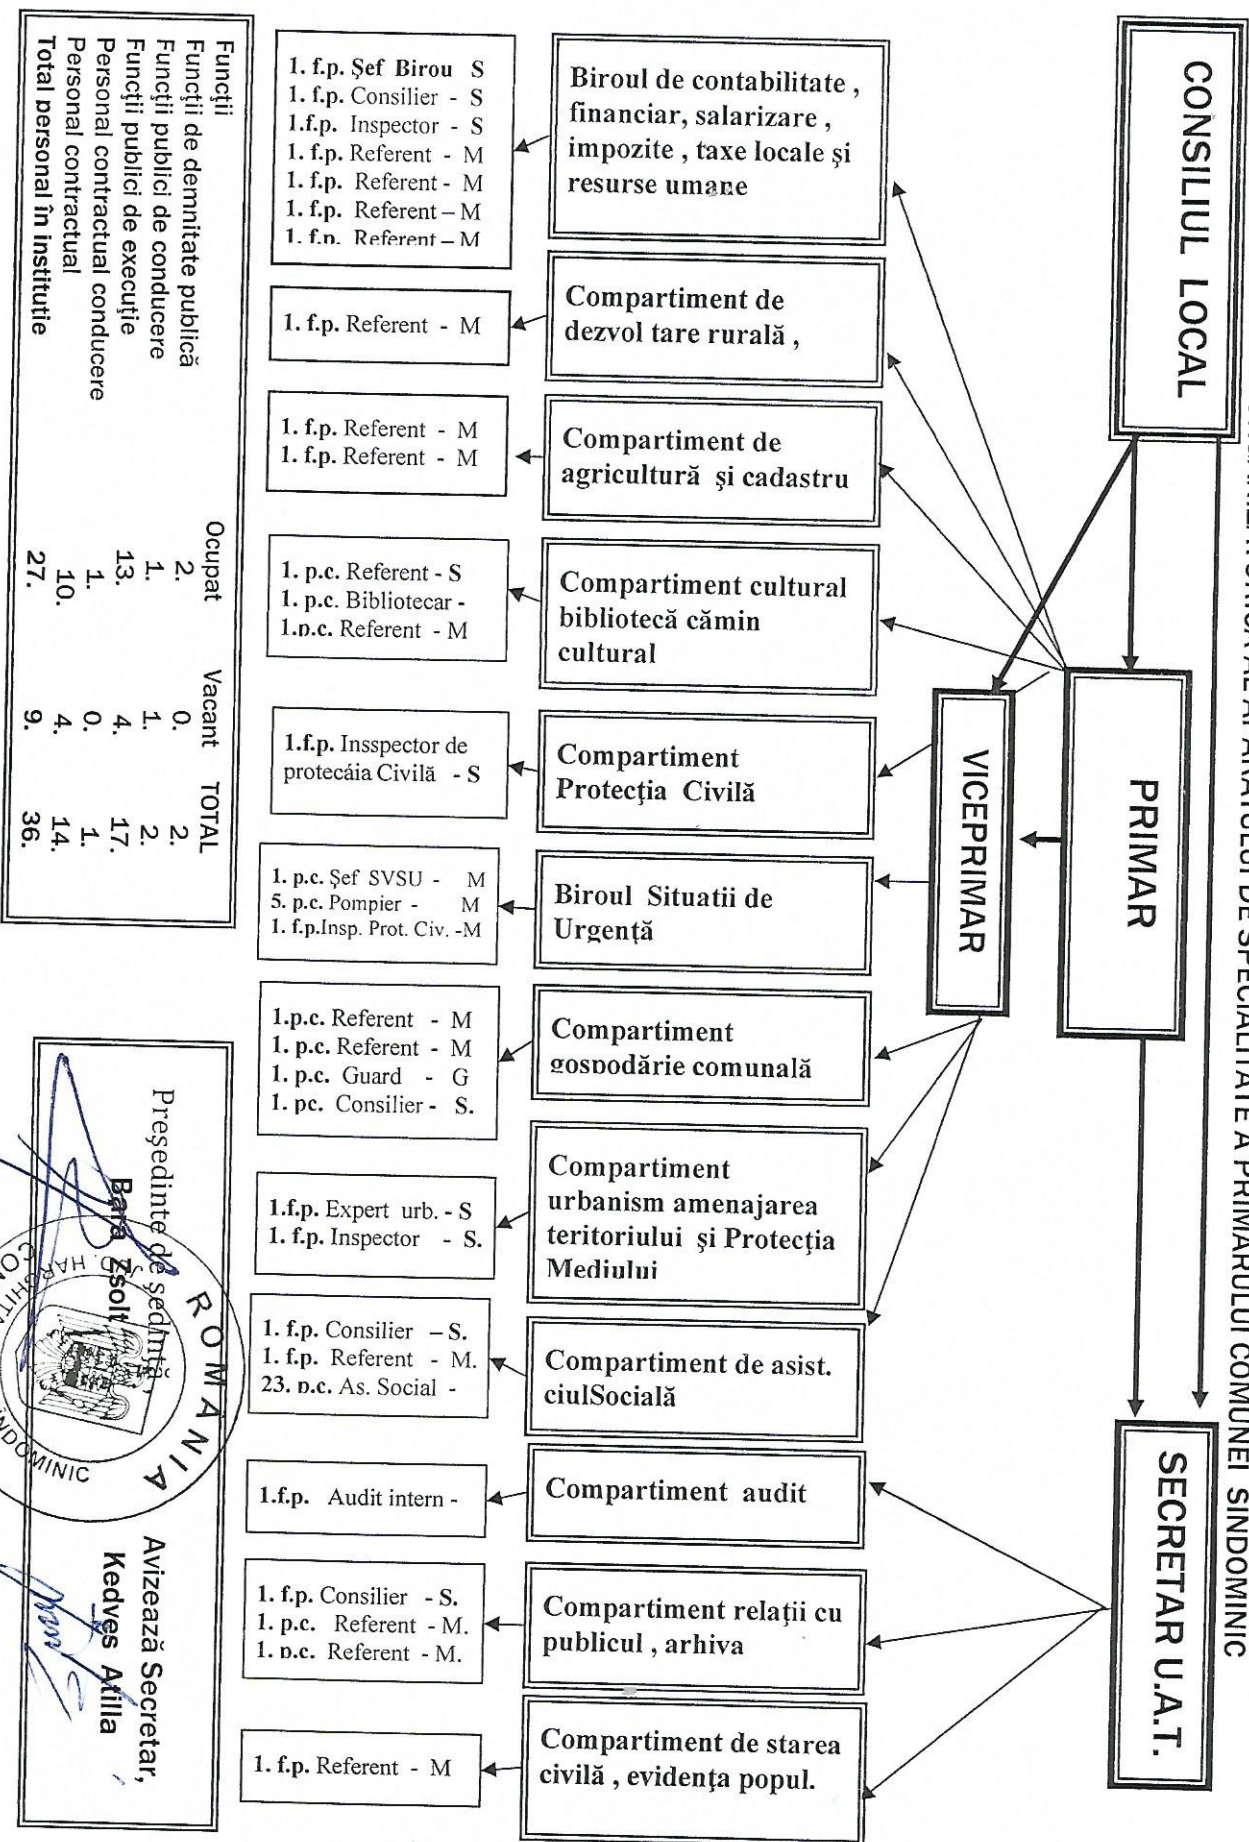 AL APARATULUI DE SPECIALITATE A PRIMARULUI COMUNEI SINDOMINIC
CONSILIUL LOCAL
PRIMAR
VICEPRIMAR
SECRETAR U.A.T.
Biroul de contabilitate ,
financiar, salarizare ,
impozite , taxe locale şi
resurse umane
1. f.p. Şef Birou S
1. f.p. Consilier - S
1.f.p. Inspector - S
1. f.p. Referent - M
1. f.p. Referent - M
1. f.p. Referent – M
1. f.p. Referent – M
Compartiment de
dezvol tare rurală ,
1. f.p. Referent - M
Compartiment de
agricultură şi cadastru
1. f.p. Referent - M
1. f.p. Referent - M
Compartiment cultural
bibliotecă cămin
cultural
1. p.c. Referent - S
1. p.c. Bibliotecar -
1.p.c. Referent - M
Compartiment
Protecţia Civilă
1.f.p. Insspector de
protecáia Civilă - S
Biroul Situatii de
Urgenţă
1. p.c. Şef SVSU - M
5. p.c. Pompier - M
1. f.p.Insp. Prot. Civ. -M
Compartiment
gospodărie comunală
1.p.c. Referent - M
1. p.c. Referent - M
1. p.c. Guard - G
1. pc. Consilier - S.
Compartiment
urbanism amenajarea
teritoriului şi Protecţia
Mediului
1.f.p. Expert urb. - S
1. f.p. Inspector - S.
Compartiment de asist.
ciulSocială
1. f.p. Consilier – S.
1. f.p. Referent - M.
23. p.c. As. Social -
Compartiment audit
1.f.p. Audit intern -
Compartiment relaţii cu
publicul , arhiva
1. f.p. Consilier - S.
1. p.c. Referent - M.
1. p.c. Referent - M.
Compartiment de starea
civilă , evidenţa popul.
1. f.p. Referent - M
Funcţii Ocupat Vacant TOTAL
Funcţii de demnitate publică 2. 0. 2.
Funcţii publici de conducere 1. 1. 2.
Funcţii publici de execuţie 13. 4. 17.
Personal contractual conducere 1. 0. 1.
Personal contractual 10. 4. 14.
Total personal în institutie 27. 9. 36.
Preşedinte de şedinţă,
Bara Zsolt
Avizează Secretar,
Kedves Atilla
ROMÂNIA
JUD. HARGHITA